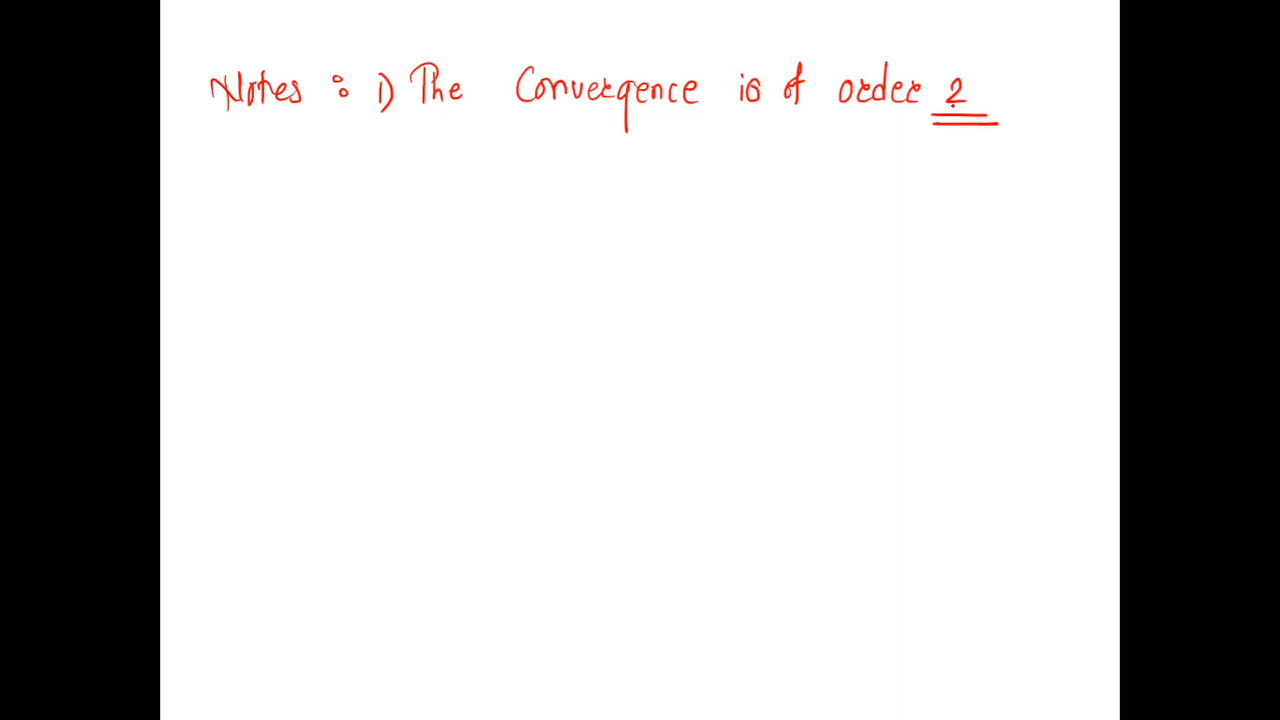 Notes : 1) The Convergence is of order 2